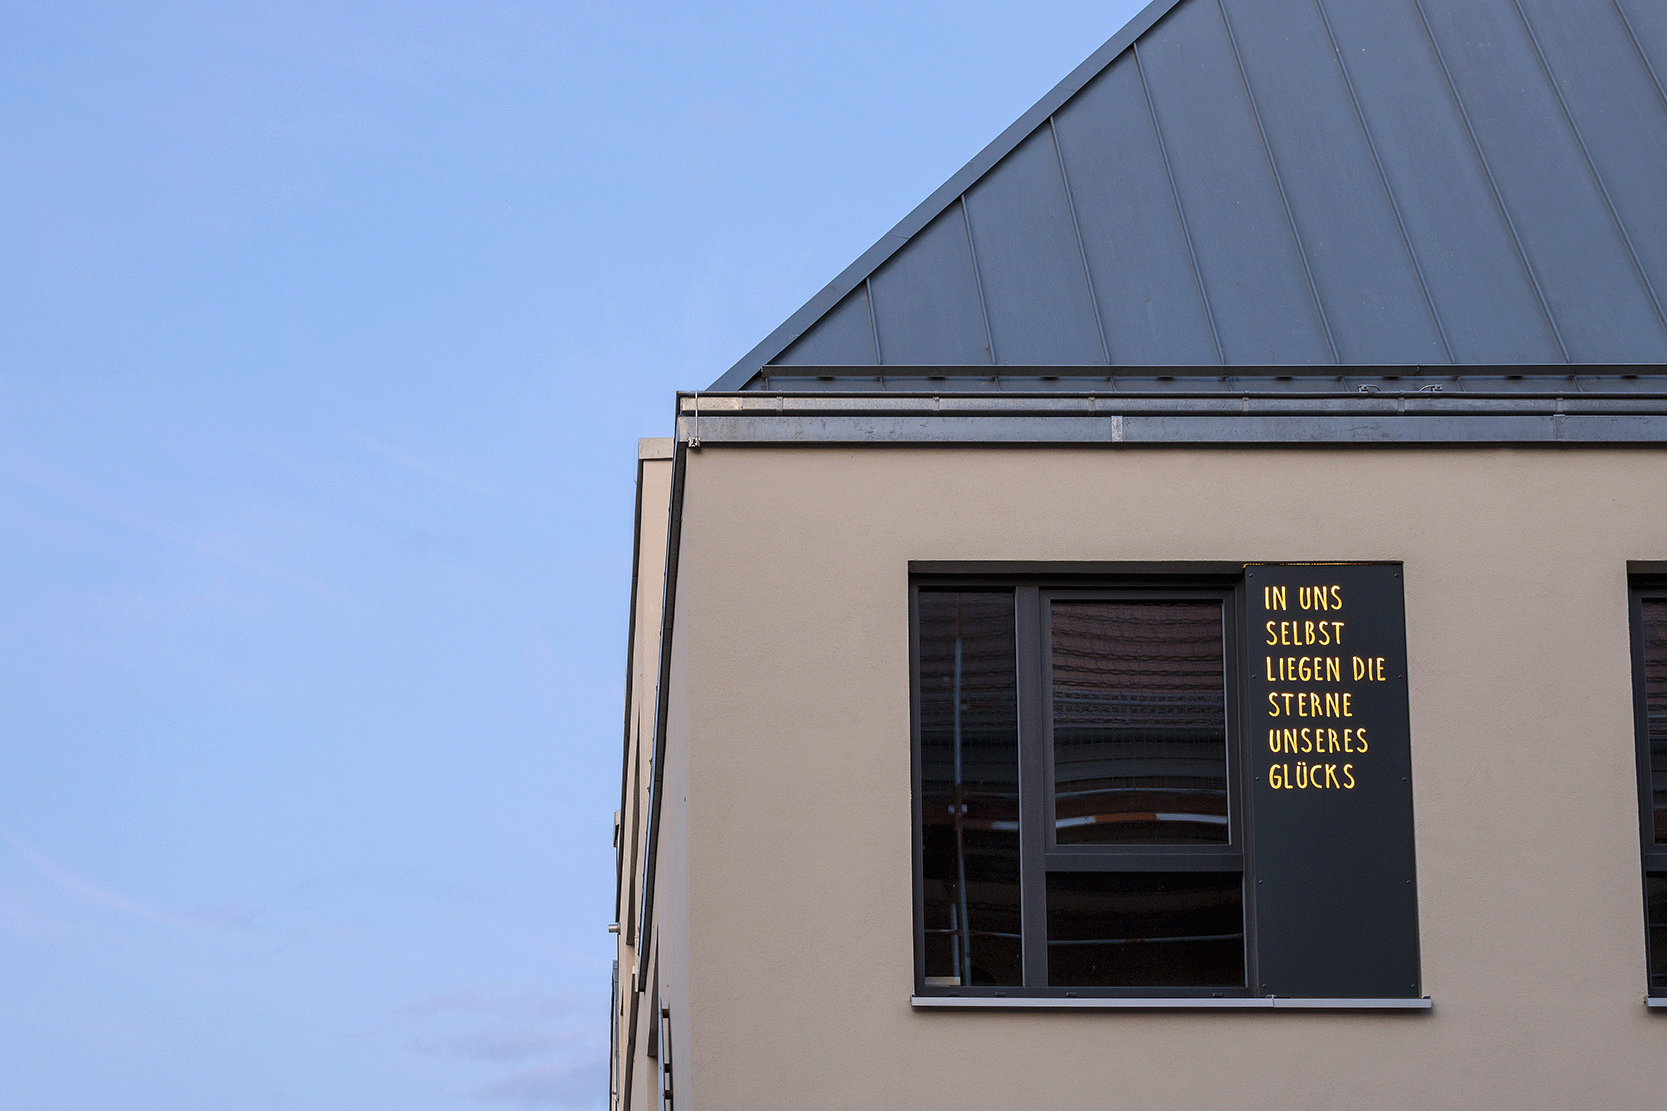 IN UNS
SELBST
LIEGEN DIE
STERNE
UNSERES
GLÜCKS